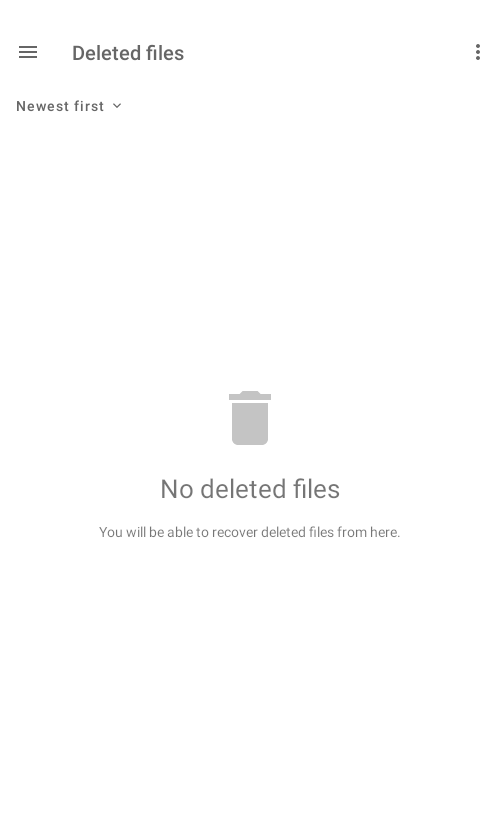 Deleted files
Newest first
No deleted files
You will be able to recover deleted files from here.